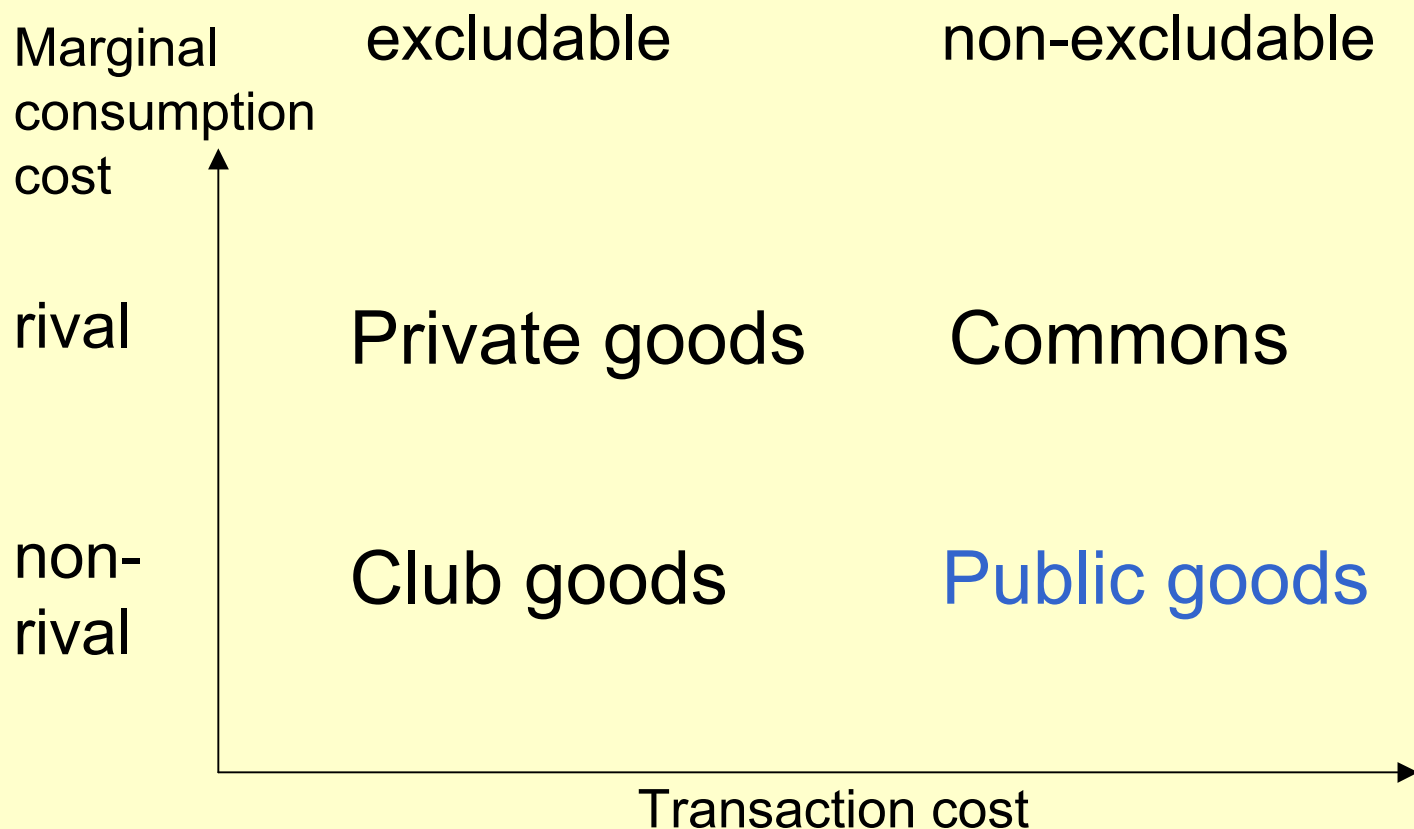 Marginal
consumption
cost
excludable
non-excludable
rival
Private goods
Commons
non-
rival
Club goods
Public goods
Transaction cost